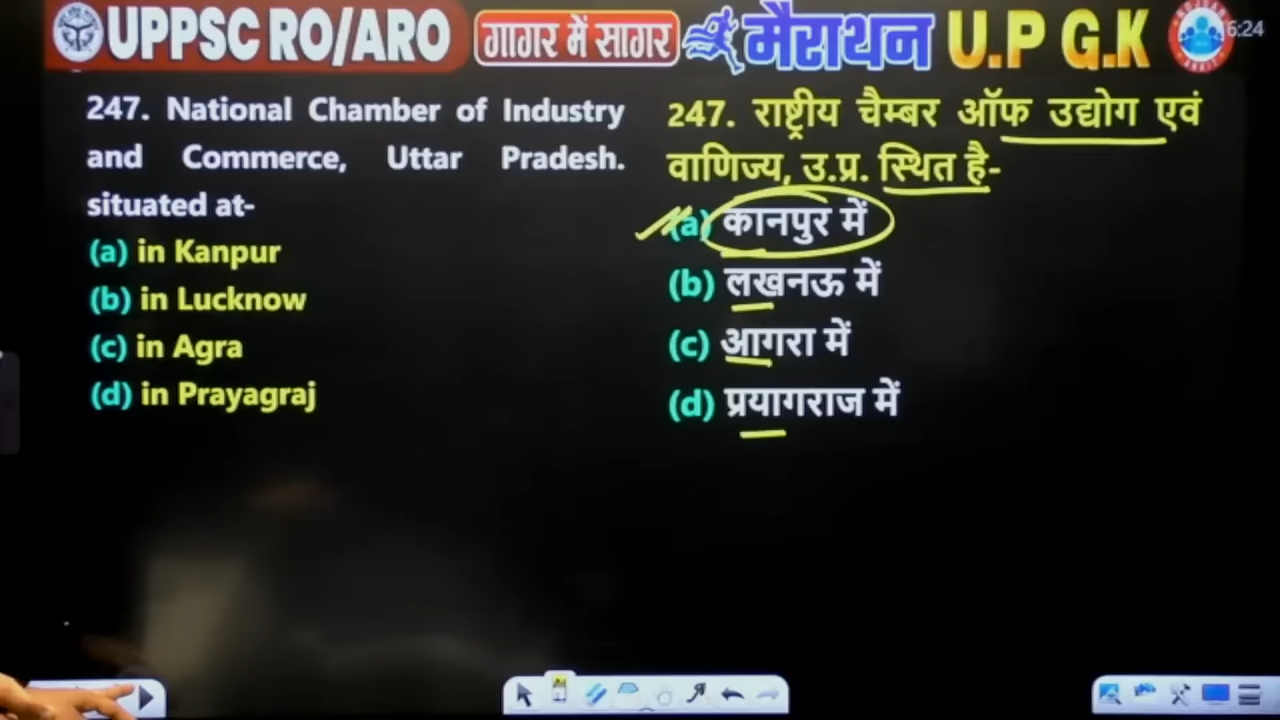 UPPSC RO/ARO गागर में सागर मैराथन U.P G.K
6:24
247. National Chamber of Industry
and Commerce, Uttar Pradesh.
situated at-
(a) in Kanpur
(b) in Lucknow
(c) in Agra
(d) in Prayagraj
247. राष्ट्रीय चैम्बर ऑफ उद्योग एवं
वाणिज्य, उ.प्र. स्थित है-
(a) कानपुर में
(b) लखनऊ में
(c) आगरा में
(d) प्रयागराज में